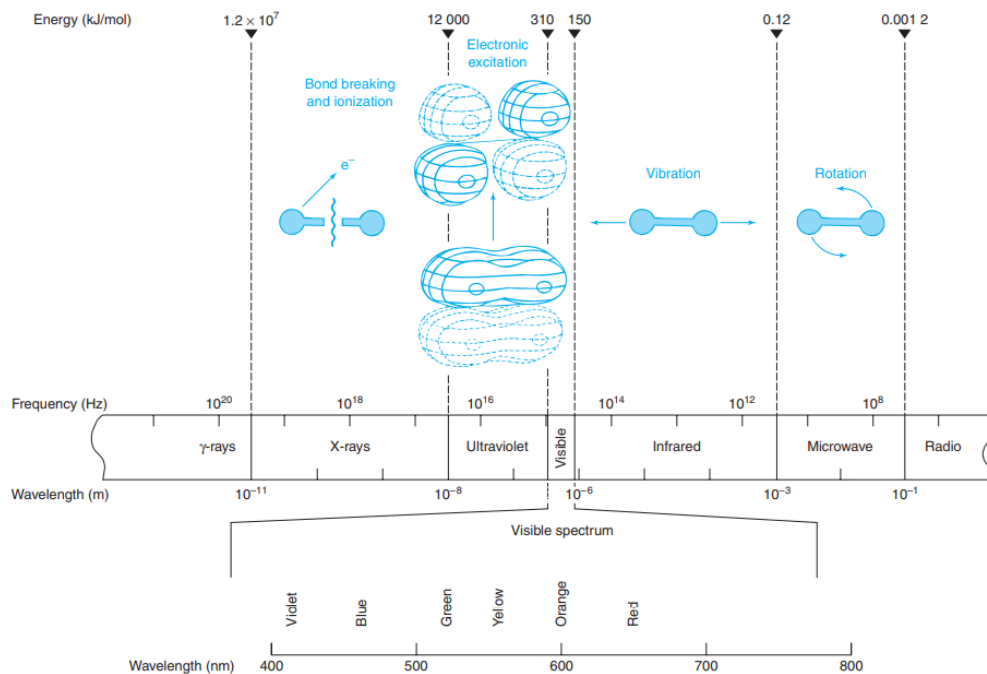 Energy (kJ/mol) 1.2 × 10⁷ 12 000 310 150 0.12 0.001 2
Electronic
excitation
Bond breaking
and ionization
e⁻
Vibration
Rotation
Frequency (Hz) 10²⁰ 10¹⁸ 10¹⁶ 10¹⁴ 10¹² 10⁸
γ-rays X-rays Ultraviolet Visible Infrared Microwave Radio
Wavelength (m) 10⁻¹¹ 10⁻⁸ 10⁻⁶ 10⁻³ 10⁻¹
Visible spectrum
Violet Blue Green Yellow Orange Red
Wavelength (nm) 400 500 600 700 800